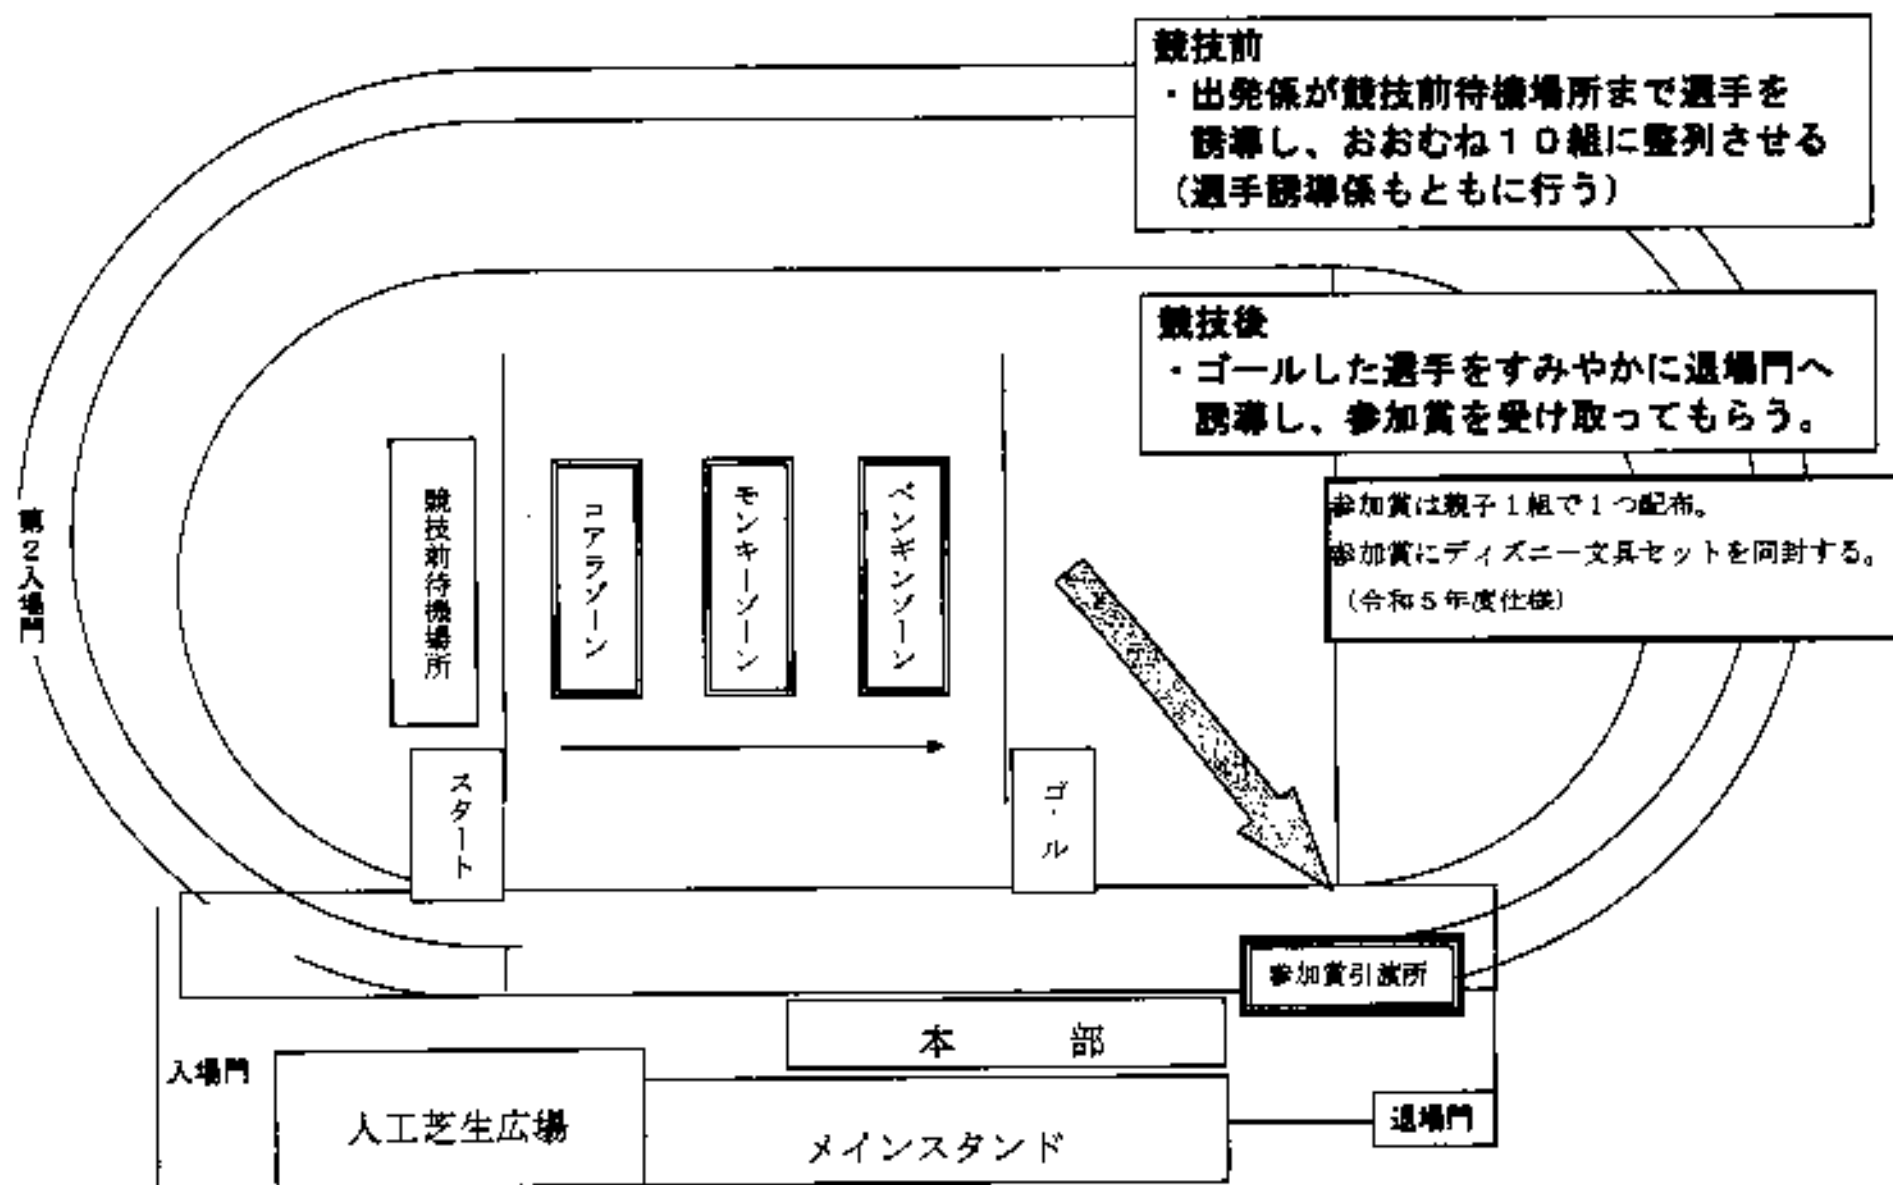 競技前
・出発係が競技前待機場所まで選手を
誘導し、おおむね１０組に整列させる
（選手誘導係もともに行う）
競技後
・ゴールした選手をすみやかに退場門へ
誘導し、参加賞を受け取ってもらう。
参加賞は親子１組で１つ配布。
参加賞にディズニー文具セットを同封する。
（令和５年度仕様）
第２入場門
競技前待機場所
コアラゾーン
モンキーゾーン
ペンギンゾーン
スタート
ゴール
参加賞引渡所
本　部
入場門
人工芝生広場
メインスタンド
退場門